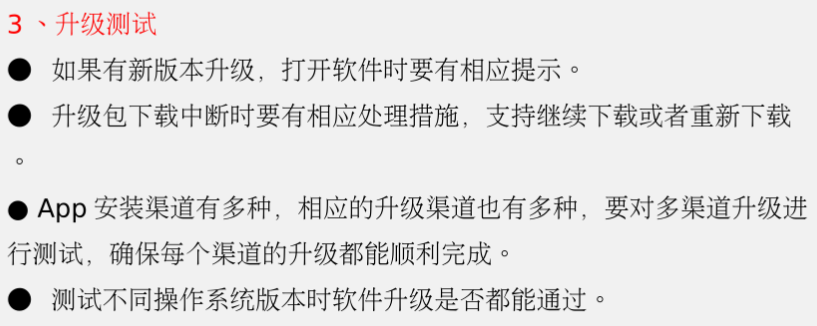 3 、升级测试
● 如果有新版本升级，打开软件时要有相应提示。
● 升级包下载中断时要有相应处理措施，支持继续下载或者重新下载
。
● App 安装渠道有多种，相应的升级渠道也有多种，要对多渠道升级进
行测试，确保每个渠道的升级都能顺利完成。
● 测试不同操作系统版本时软件升级是否都能通过。